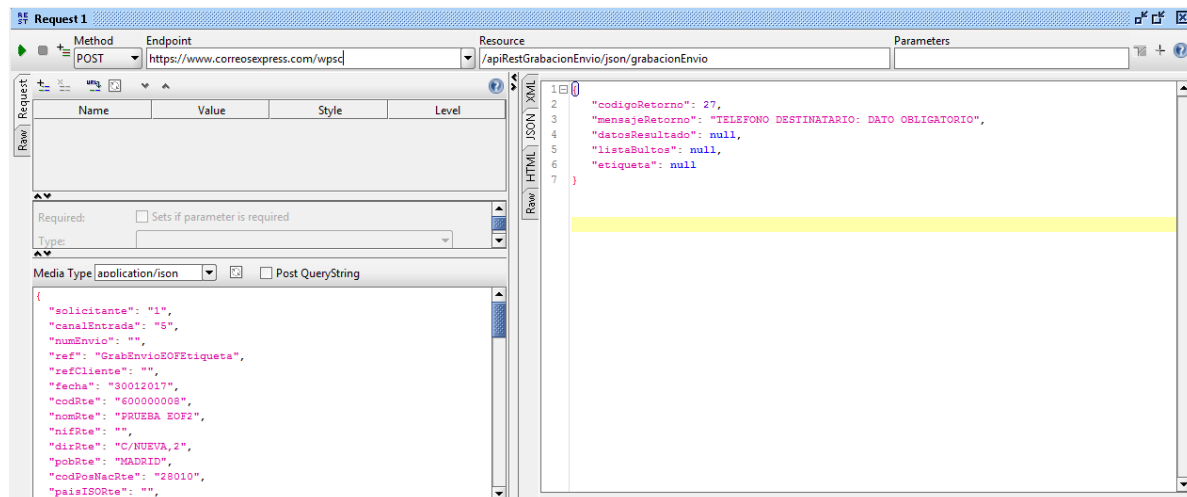 RE
ST Request 1
Method Endpoint Resource Parameters
POST https://www.correosexpress.com/wpsc /apiRestGrabacionEnvio/json/grabacionEnvio
Request
Raw
Name Value Style Level
Required: Sets if parameter is required
Type:
Media Type application/json Post QueryString
{
"solicitante": "1",
"canalEntrada": "5",
"numEnvio": "",
"ref": "GrabEnvioEOFEtiqueta",
"refCliente": "",
"fecha": "30012017",
"codRte": "600000008",
"nomRte": "PRUEBA EOF2",
"nifRte": "",
"dirRte": "C/NUEVA,2",
"pobRte": "MADRID",
"codPosNacRte": "28010",
"paisISORte": "",
XML
JSON
HTML
Raw
1 {
2 "codigoRetorno": 27,
3 "mensajeRetorno": "TELEFONO DESTINATARIO: DATO OBLIGATORIO",
4 "datosResultado": null,
5 "listaBultos": null,
6 "etiqueta": null
7 }